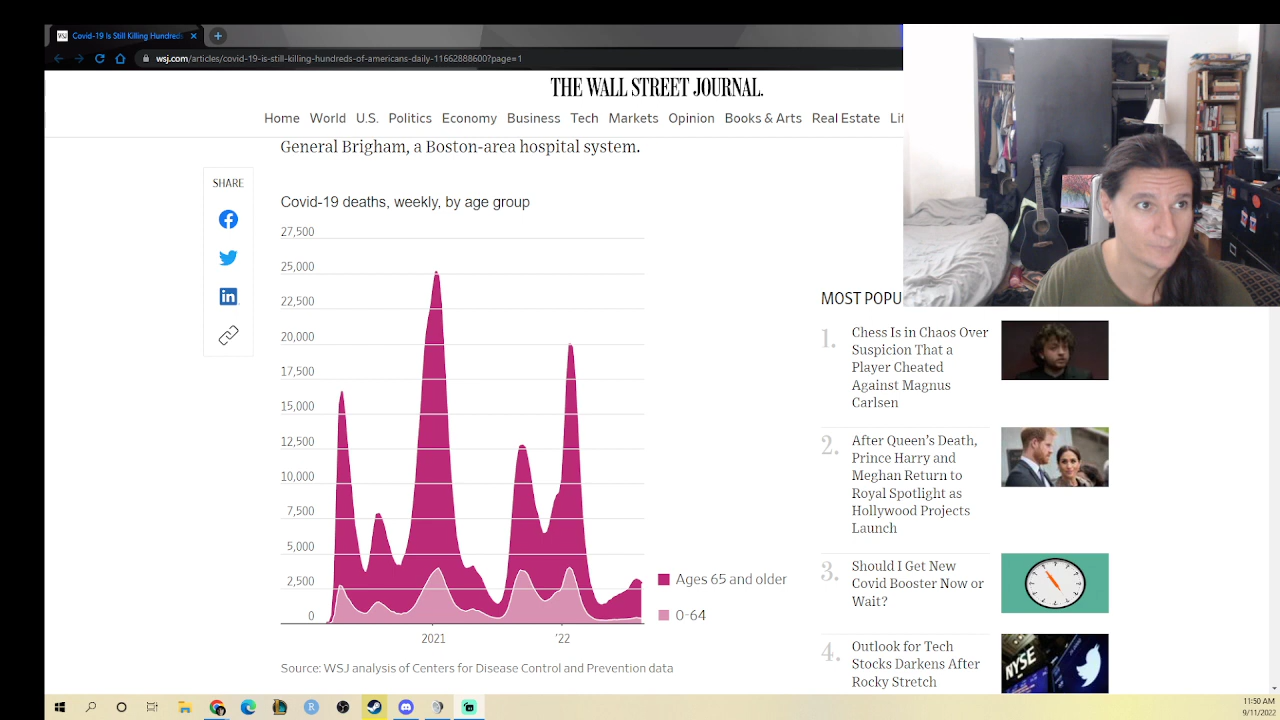 Covid-19 Is Still Killing Hundreds
wsj.com/articles/covid-19-is-still-killing-hundreds-of-americans-daily-11662888600?page=1
THE WALL STREET JOURNAL.
Home World U.S. Politics Economy Business Tech Markets Opinion Books & Arts Real Estate
General Brigham, a Boston-area hospital system.
SHARE
Covid-19 deaths, weekly, by age group
27,500
25,000
22,500
20,000
17,500
15,000
12,500
10,000
7,500
5,000
2,500
0
2021 '22
Ages 65 and older
0-64
Source: WSJ analysis of Centers for Disease Control and Prevention data
MOST POPU
1. Chess Is in Chaos Over
Suspicion That a
Player Cheated
Against Magnus
Carlsen
2. After Queen's Death,
Prince Harry and
Meghan Return to
Royal Spotlight as
Hollywood Projects
Launch
3. Should I Get New
Covid Booster Now or
Wait?
4. Outlook for Tech
Stocks Darkens After
Rocky Stretch
NYSE
11:50 AM
9/11/2022